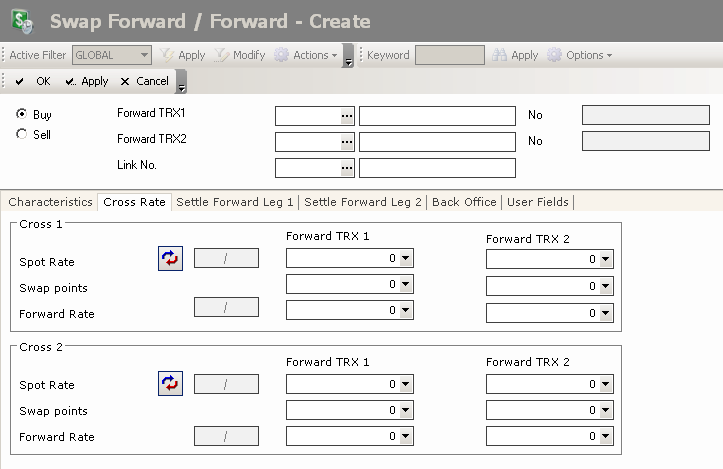 Swap Forward / Forward - Create
Active Filter GLOBAL Apply Modify Actions Keyword Apply Options
OK Apply Cancel
Buy Forward TRX1 ... No
Sell Forward TRX2 ... No
Link No. ...
Characteristics Cross Rate Settle Forward Leg 1 Settle Forward Leg 2 Back Office User Fields
Cross 1
Forward TRX 1 Forward TRX 2
Spot Rate / 0 0
Swap points 0 0
Forward Rate / 0 0
Cross 2
Forward TRX 1 Forward TRX 2
Spot Rate / 0 0
Swap points 0 0
Forward Rate / 0 0